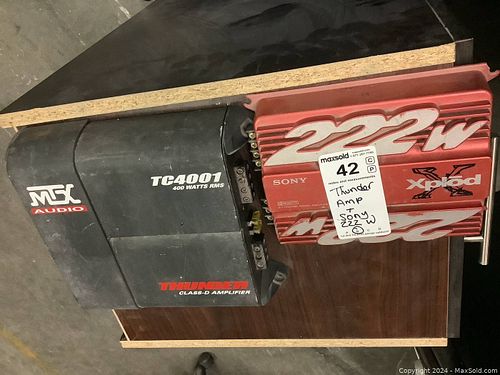 MTX
AUDIO
TC4001
400 WATTS RMS
THUNDER
CLASS-D AMPLIFIER
222W
SONY
xplod
222W
maxsold
42
C
P
Thunder
Amp
Sony
222 W
Copyright 2024 - MaxSold.com